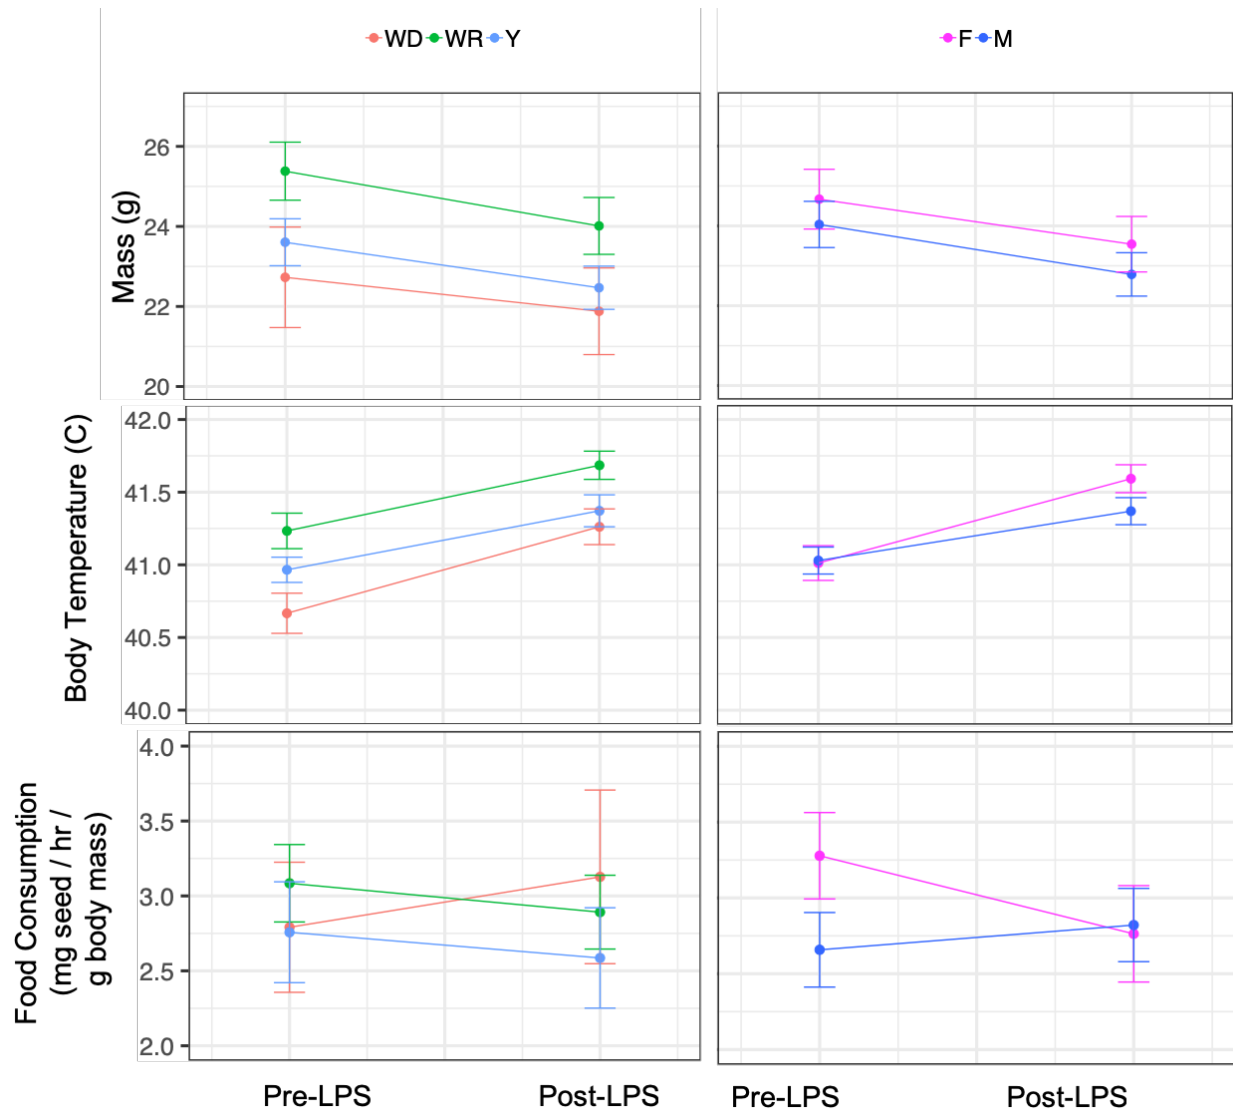 WD WR Y
F M
Mass (g)
26
24
22
20
Body Temperature (C)
42.0
41.5
41.0
40.5
40.0
Food Consumption
(mg seed / hr /
g body mass)
4.0
3.5
3.0
2.5
2.0
Pre-LPS Post-LPS Pre-LPS Post-LPS